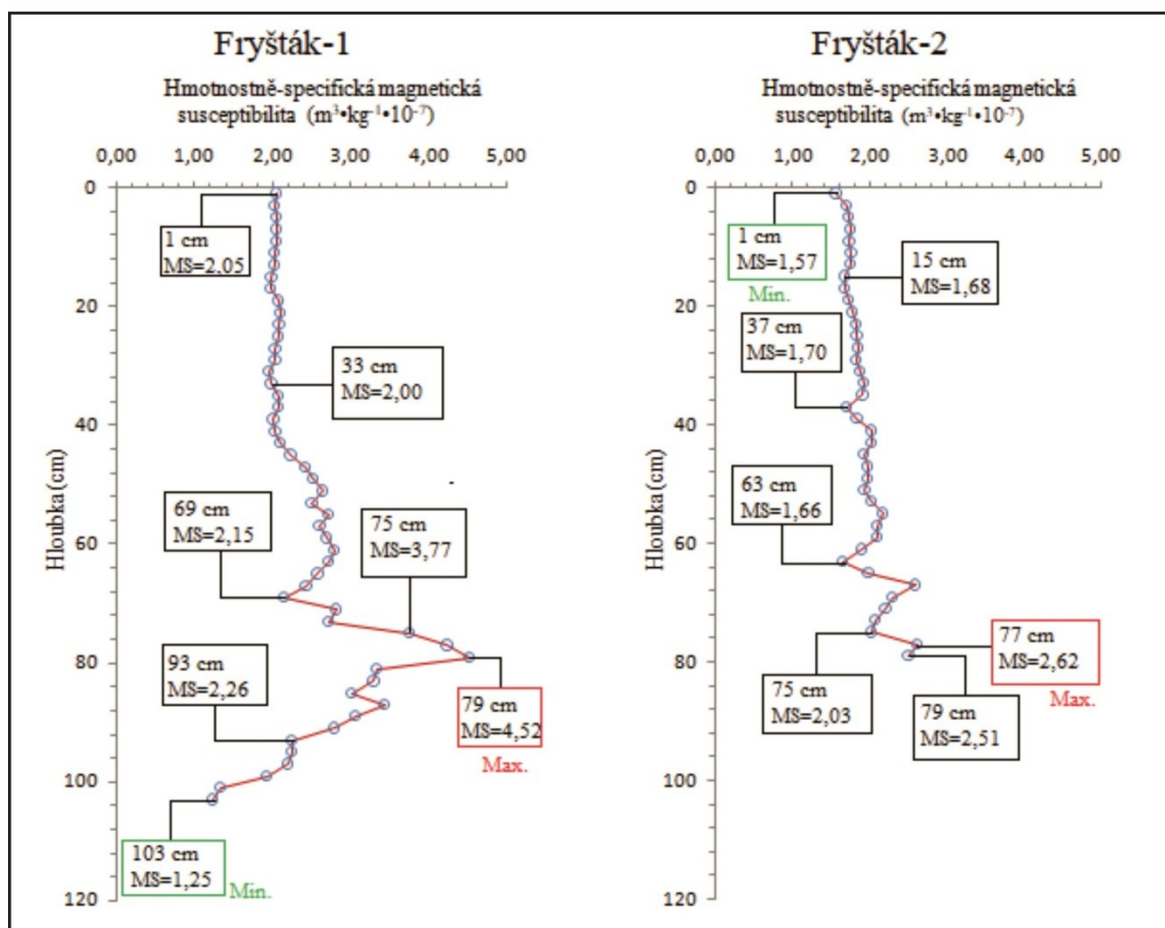 Fryšták-1
Hmotnostně-specifická magnetická
susceptibilita (m³•kg⁻¹•10⁻⁷)
0,00 1,00 2,00 3,00 4,00 5,00
0
20
40
60
80
100
120
Hloubka (cm)
1 cm
MS=2,05
33 cm
MS=2,00
69 cm
MS=2,15
75 cm
MS=3,77
93 cm
MS=2,26
79 cm
MS=4,52
Max.
103 cm
MS=1,25
Min.
Fryšták-2
Hmotnostně-specifická magnetická
susceptibilita (m³•kg⁻¹•10⁻⁷)
0,00 1,00 2,00 3,00 4,00 5,00
0
20
40
60
80
100
120
Hloubka (cm)
1 cm
MS=1,57
Min.
15 cm
MS=1,68
37 cm
MS=1,70
63 cm
MS=1,66
77 cm
MS=2,62
Max.
75 cm
MS=2,03
79 cm
MS=2,51